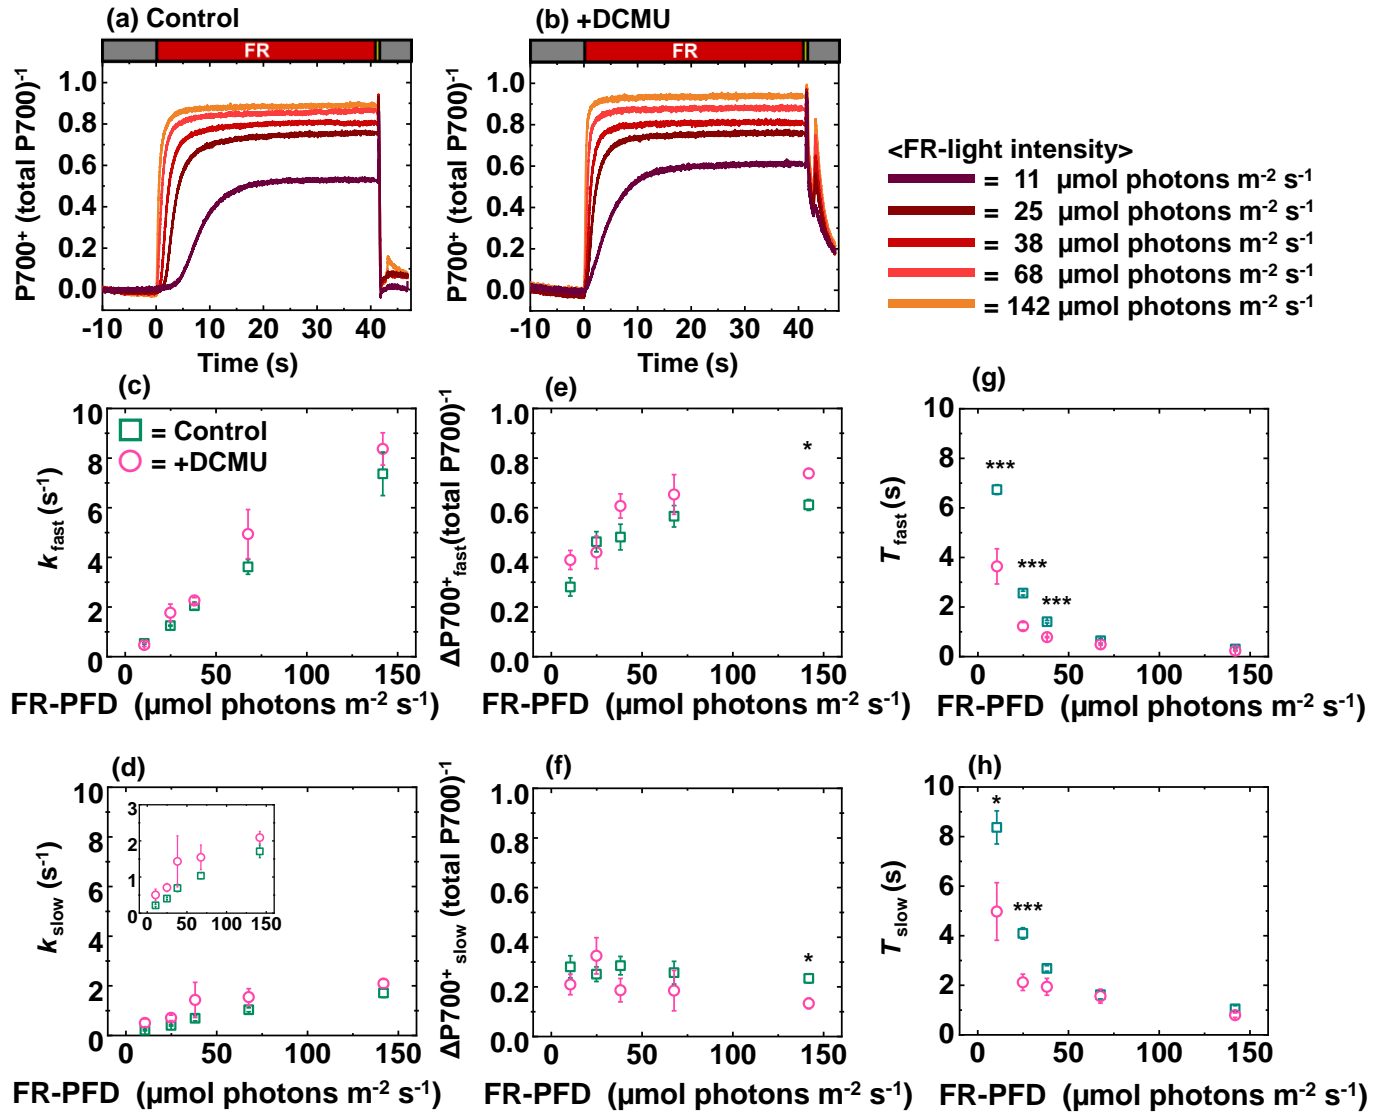 (a) Control
FR
P700⁺ (total P700)⁻¹
1.0
0.8
0.6
0.4
0.2
0.0
-10 0 10 20 30 40
Time (s)
(b) +DCMU
FR
P700⁺ (total P700)⁻¹
1.0
0.8
0.6
0.4
0.2
0.0
-10 0 10 20 30 40
Time (s)
<FR-light intensity>
= 11 µmol photons m⁻² s⁻¹
= 25 µmol photons m⁻² s⁻¹
= 38 µmol photons m⁻² s⁻¹
= 68 µmol photons m⁻² s⁻¹
= 142 µmol photons m⁻² s⁻¹
(c)
k_fast (s⁻¹)
10
8
6
4
2
0
= Control
= +DCMU
0 50 100 150
FR-PFD (µmol photons m⁻² s⁻¹)
(e)
ΔP700⁺_fast(total P700)⁻¹
1.0
0.8
0.6
0.4
0.2
0.0
*
0 50 100 150
FR-PFD (µmol photons m⁻² s⁻¹)
(g)
T_fast (s)
10
8
6
4
2
0
***
***
***
0 50 100 150
FR-PFD (µmol photons m⁻² s⁻¹)
(d)
k_slow (s⁻¹)
10
8
6
4
2
0
3
2
1
0
0 50 100 150
0 50 100 150
FR-PFD (µmol photons m⁻² s⁻¹)
(f)
ΔP700⁺_slow (total P700)⁻¹
1.0
0.8
0.6
0.4
0.2
0.0
*
0 50 100 150
FR-PFD (µmol photons m⁻² s⁻¹)
(h)
T_slow (s)
10
8
6
4
2
0
*
***
0 50 100 150
FR-PFD (µmol photons m⁻² s⁻¹)